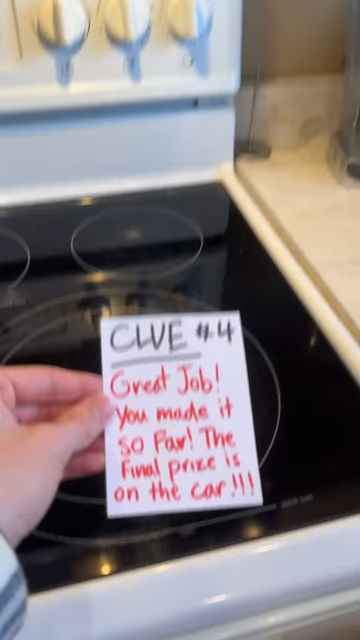 CLUE #4
Great Job!
You made it
so Far! The
Final prize is
on the car!!!